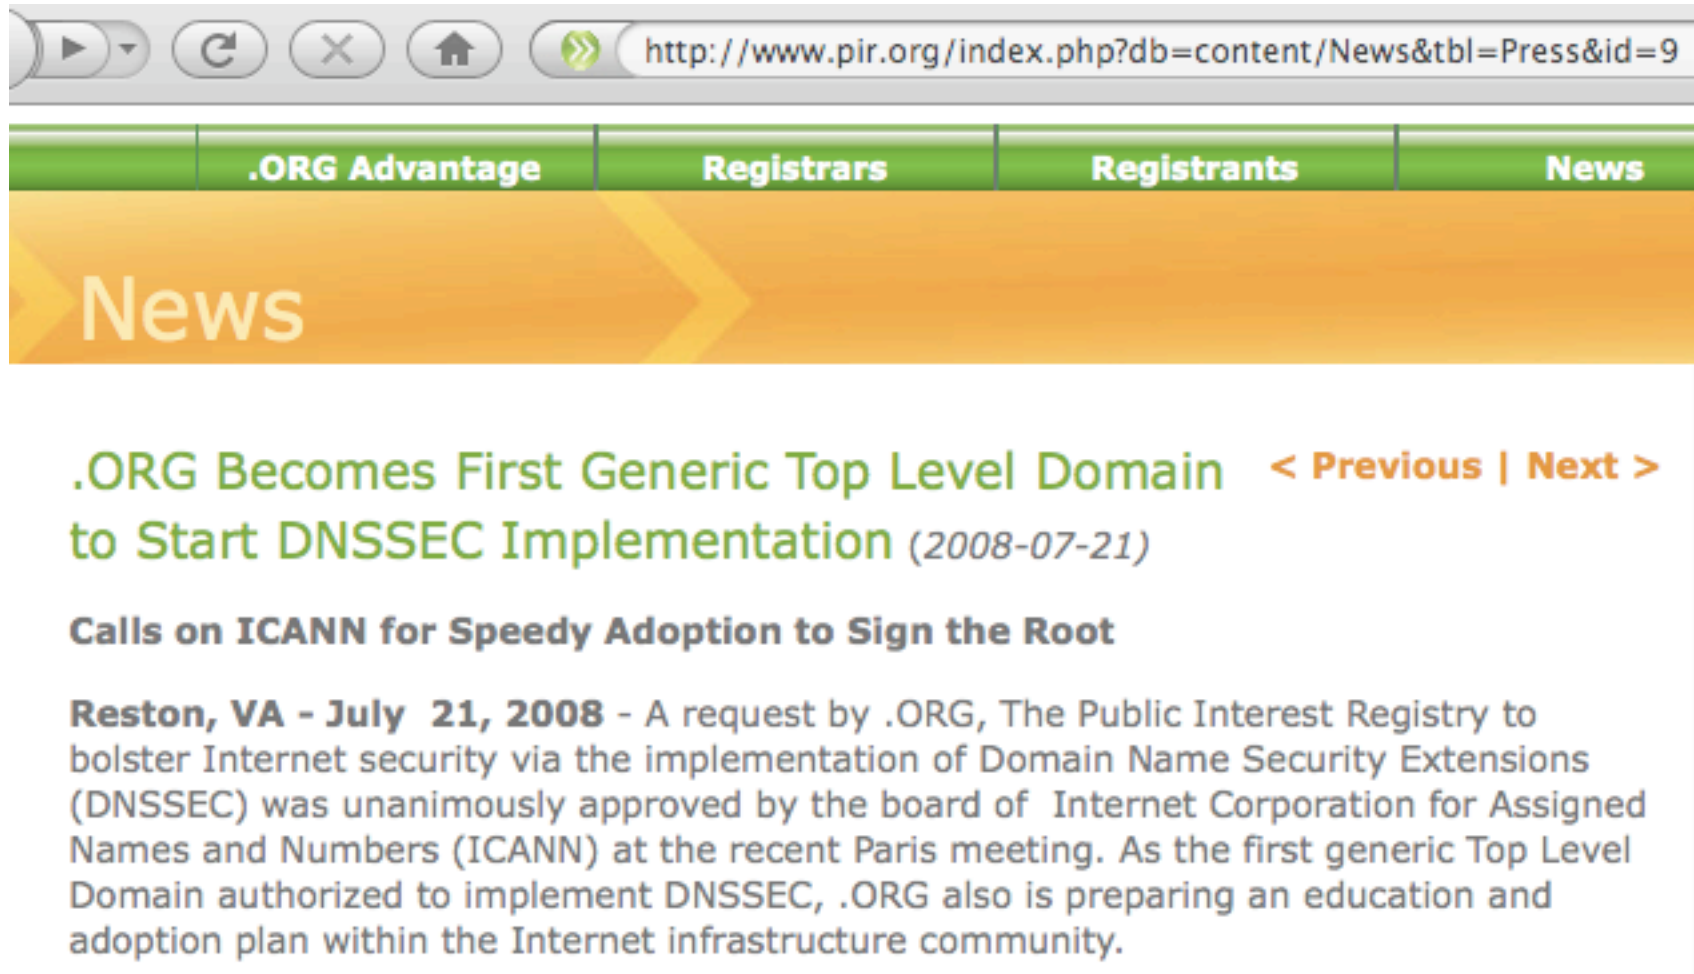 http://www.pir.org/index.php?db=content/News&tbl=Press&id=9
.ORG Advantage
Registrars
Registrants
News
News
.ORG Becomes First Generic Top Level Domain
< Previous | Next >
to Start DNSSEC Implementation (2008-07-21)
Calls on ICANN for Speedy Adoption to Sign the Root
Reston, VA - July  21, 2008 - A request by .ORG, The Public Interest Registry to
bolster Internet security via the implementation of Domain Name Security Extensions
(DNSSEC) was unanimously approved by the board of  Internet Corporation for Assigned
Names and Numbers (ICANN) at the recent Paris meeting. As the first generic Top Level
Domain authorized to implement DNSSEC, .ORG also is preparing an education and
adoption plan within the Internet infrastructure community.